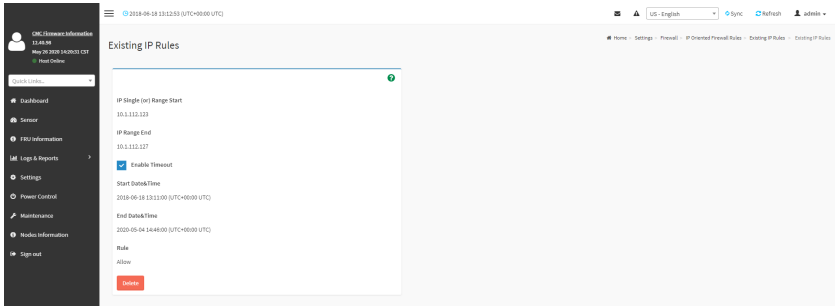 2018-06-18 13:12:53 (UTC+00:00 UTC)
US - English
Sync
Refresh
admin
CMC Firmware Information
12.49.06
May 26 2020 14:20:33 CST
Host Online
Quick Links...
Dashboard
Sensor
FRU Information
Logs & Reports
Settings
Power Control
Maintenance
Nodes Information
Sign out
Existing IP Rules
Home - Settings - Firewall - IP Oriented Firewall Rules - Existing IP Rules - Existing IP Rules
IP Single (or) Range Start
10.1.112.123
IP Range End
10.1.112.127
Enable Timeout
Start Date&Time
2018-06-18 13:11:00 (UTC+00:00 UTC)
End Date&Time
2020-05-04 14:46:00 (UTC+00:00 UTC)
Rule
Allow
Delete